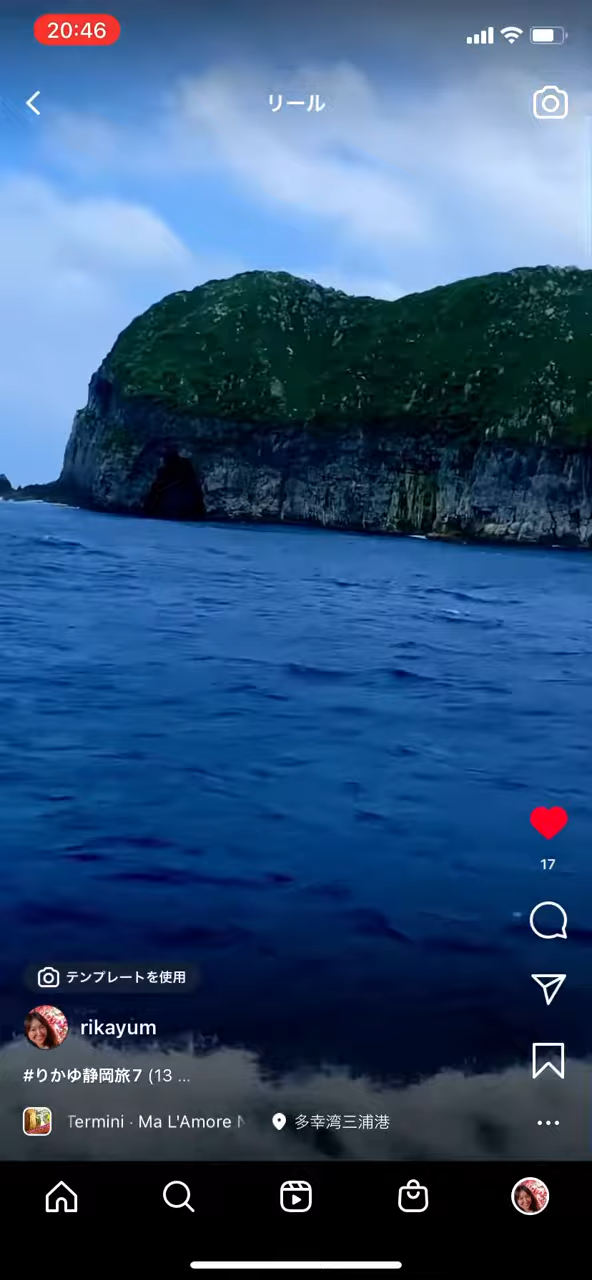 20:46
リール
17
テンプレートを使用
rikayum
#りかゆ静岡旅7 (13 ...
Termini · Ma L'Amore N
多幸湾三浦港